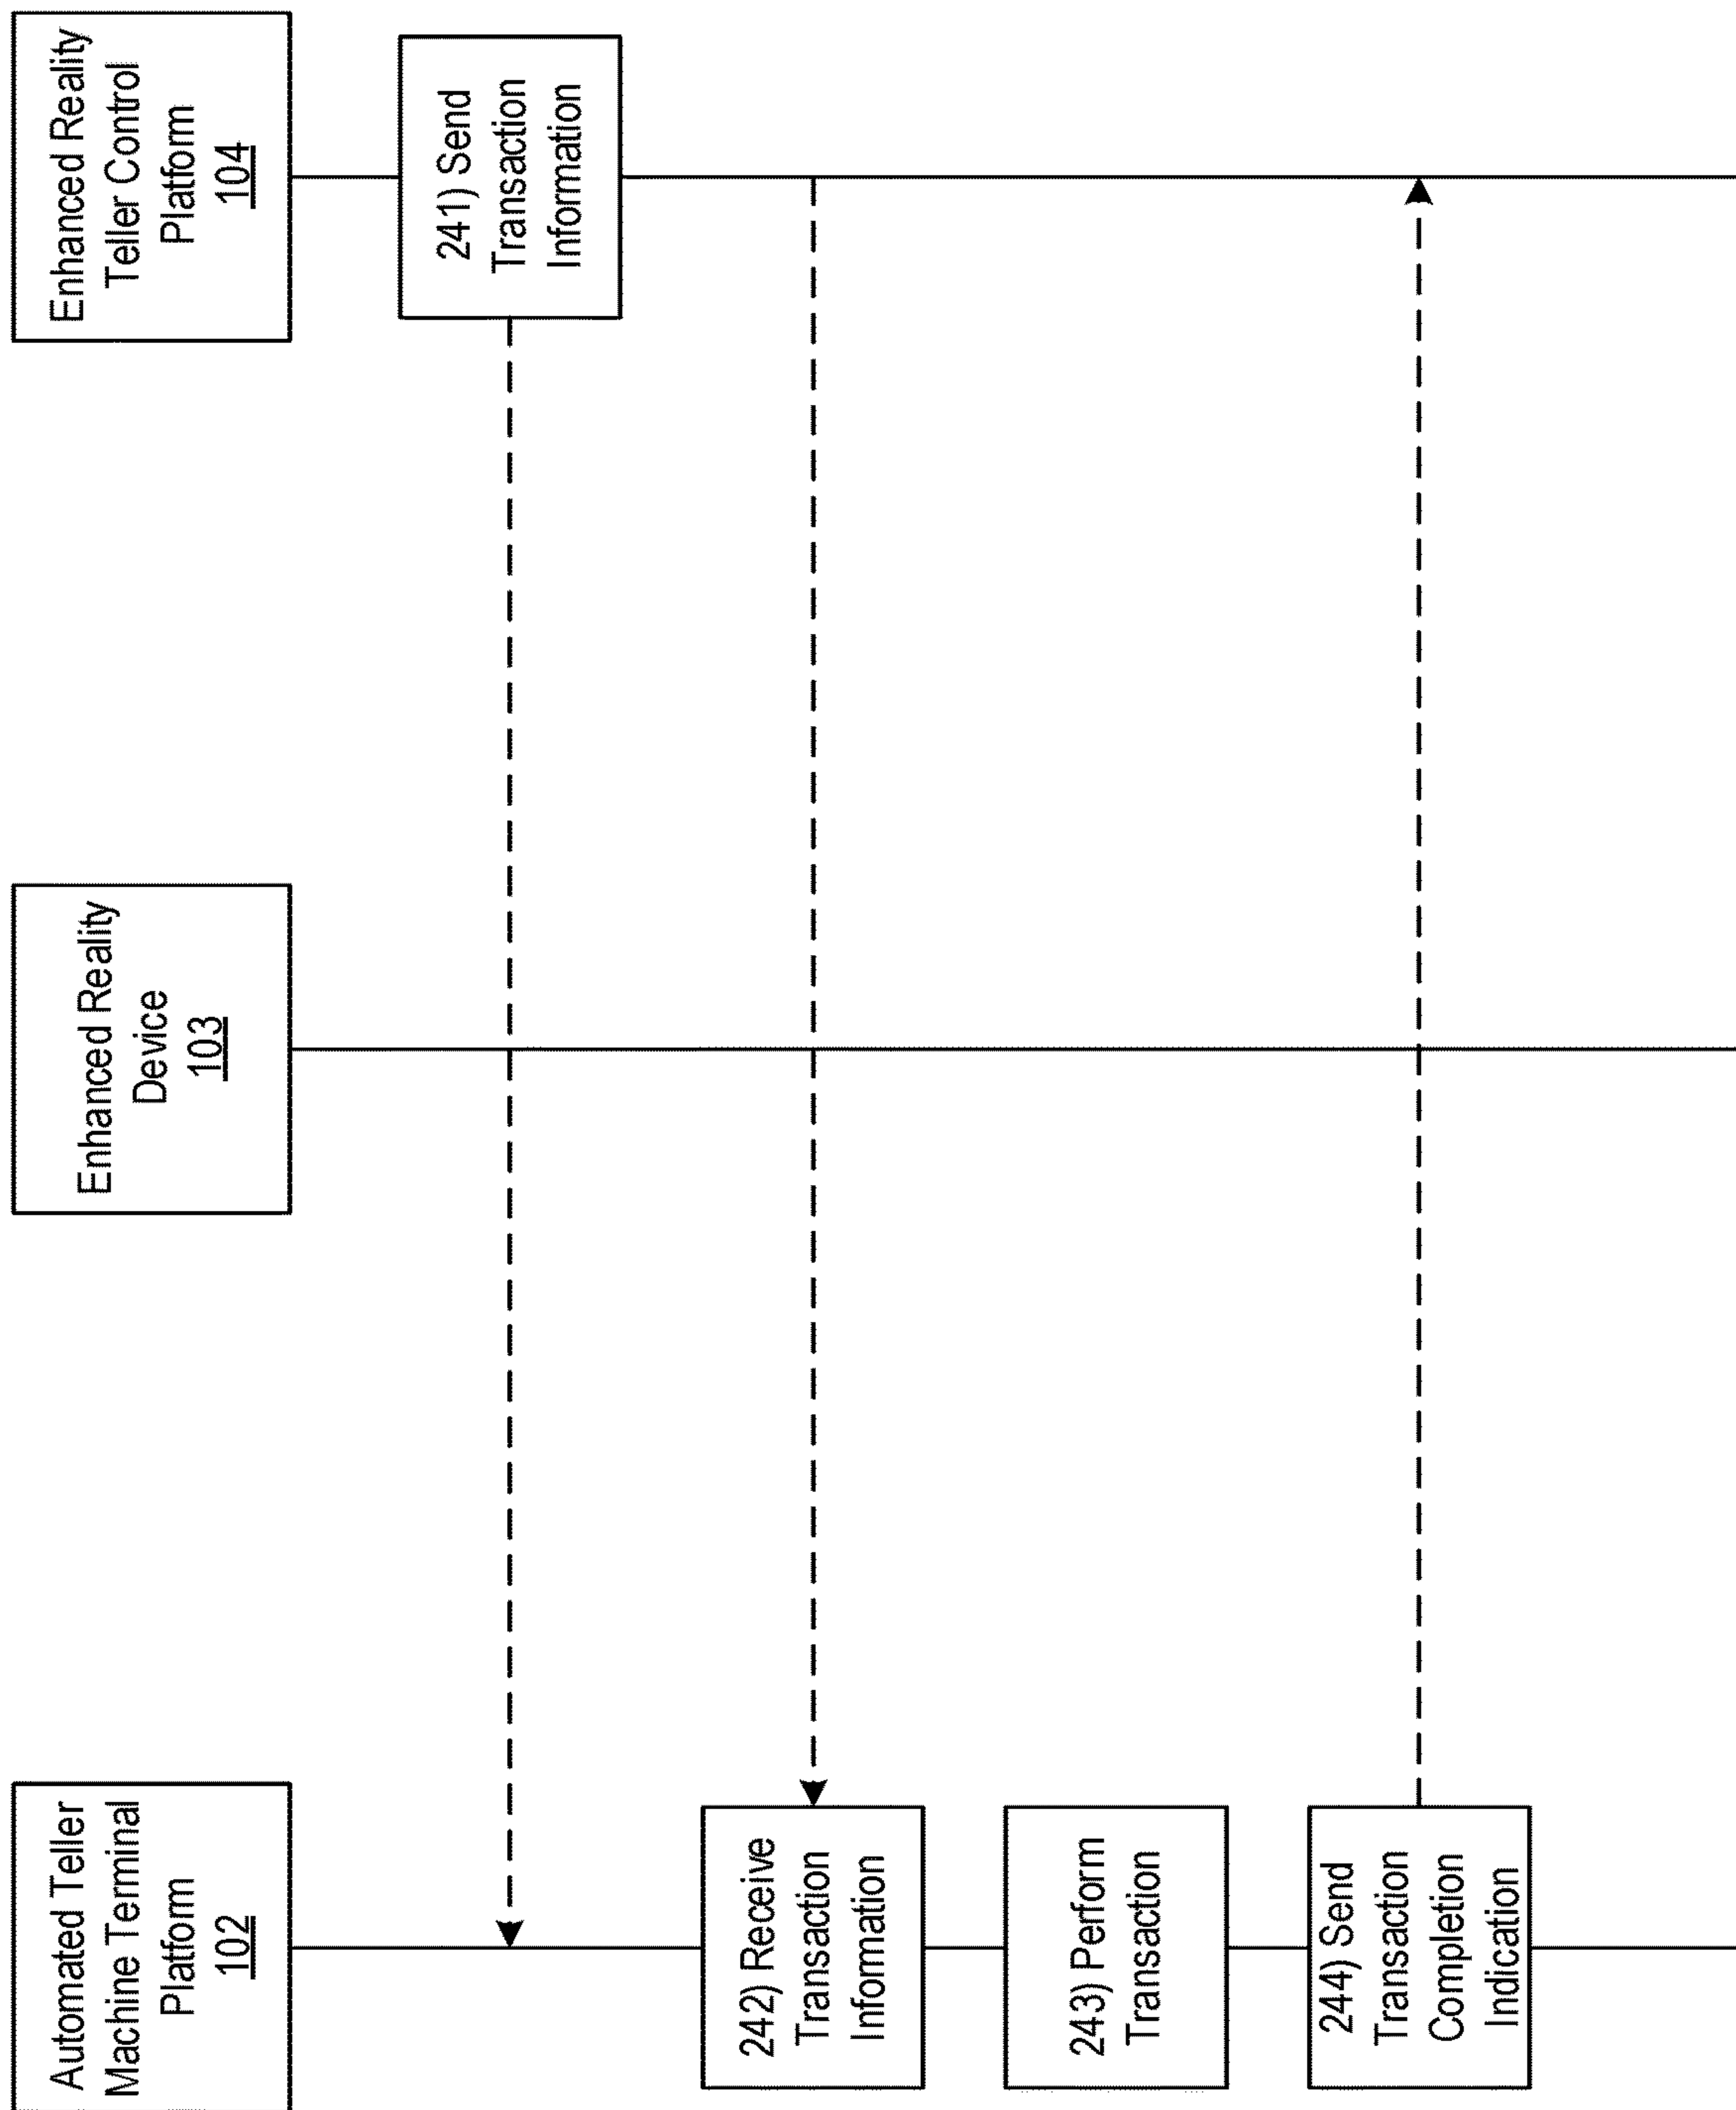 Automated Teller
Machine Terminal
Platform
102
Enhanced Reality
Device
103
Enhanced Reality
Teller Control
Platform
104
241) Send
Transaction
Information
242) Receive
Transaction
Information
243) Perform
Transaction
244) Send
Transaction
Completion
Indication